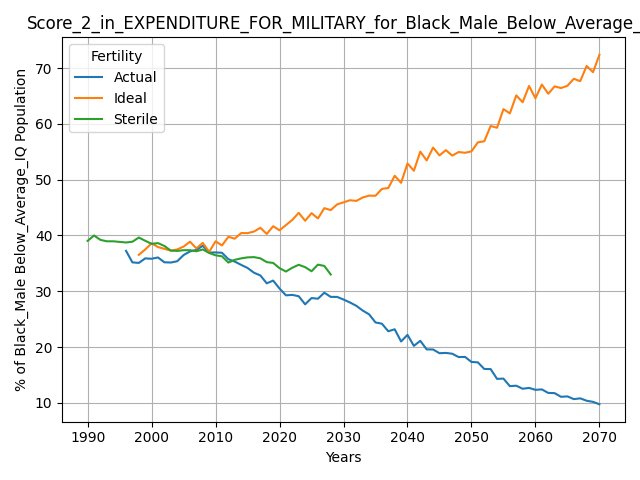 Score_2_in_EXPENDITURE_FOR_MILITARY_for_Black_Male_Below_Average_
% of Black_Male Below_Average_IQ Population
Fertility
Actual
Ideal
Sterile
70
60
50
40
30
20
10
1990 2000 2010 2020 2030 2040 2050 2060 2070
Years